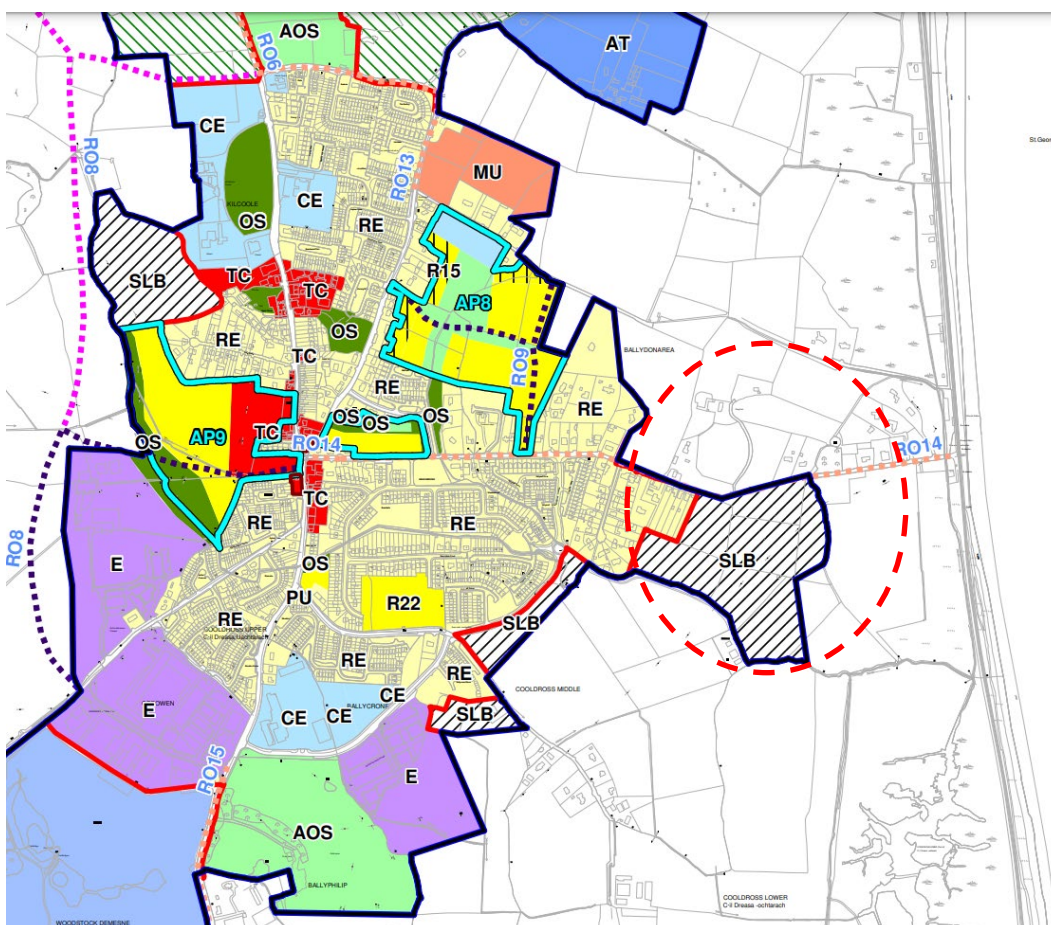 AOS
AT
RO6
CE
RO8
RO13
MU
CE
KILCOOLE
OS
RE
St.Geor
SLB
TC
TC
R15
AP8
OS
RE
TC
RE
RO9
BALLYDONAREA
RE
OS
OS
OS
AP9
TC
OS
RO14
RO14
TC
RE
RE
RO8
E
OS
SLB
PU
R22
RE
SLB
RE
RE
COOLDROSS MIDDLE
CE
BALLYCRONE
E
CE
CE
SLB
RO15
E
AOS
BALLYPHILIP
COOLDROSS LOWER
WOODSTOCK DEMESNE